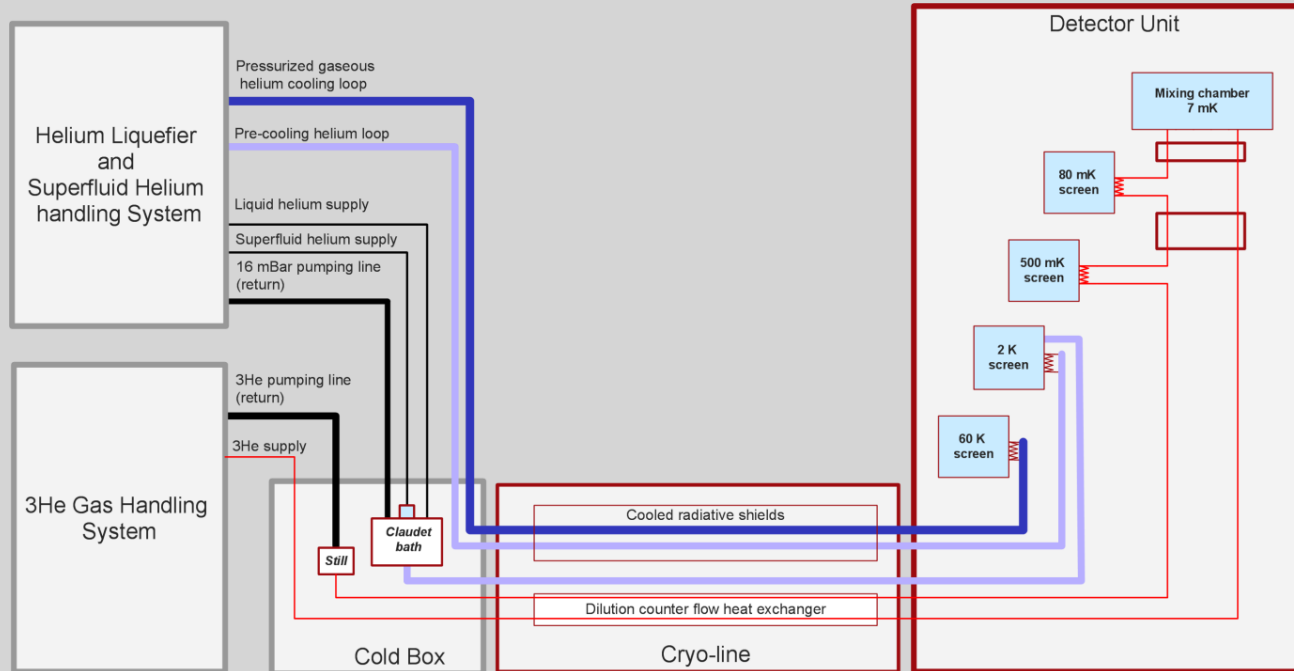 Detector Unit
Pressurized gaseous
helium cooling loop
Mixing chamber
7 mK
Helium Liquefier
and
Superfluid Helium
handling System
Pre-cooling helium loop
80 mK
screen
Liquid helium supply
Superfluid helium supply
16 mBar pumping line
(return)
500 mK
screen
2 K
screen
3He pumping line
(return)
3He supply
60 K
screen
3He Gas Handling
System
Claudet
bath
Still
Cooled radiative shields
Dilution counter flow heat exchanger
Cold Box
Cryo-line